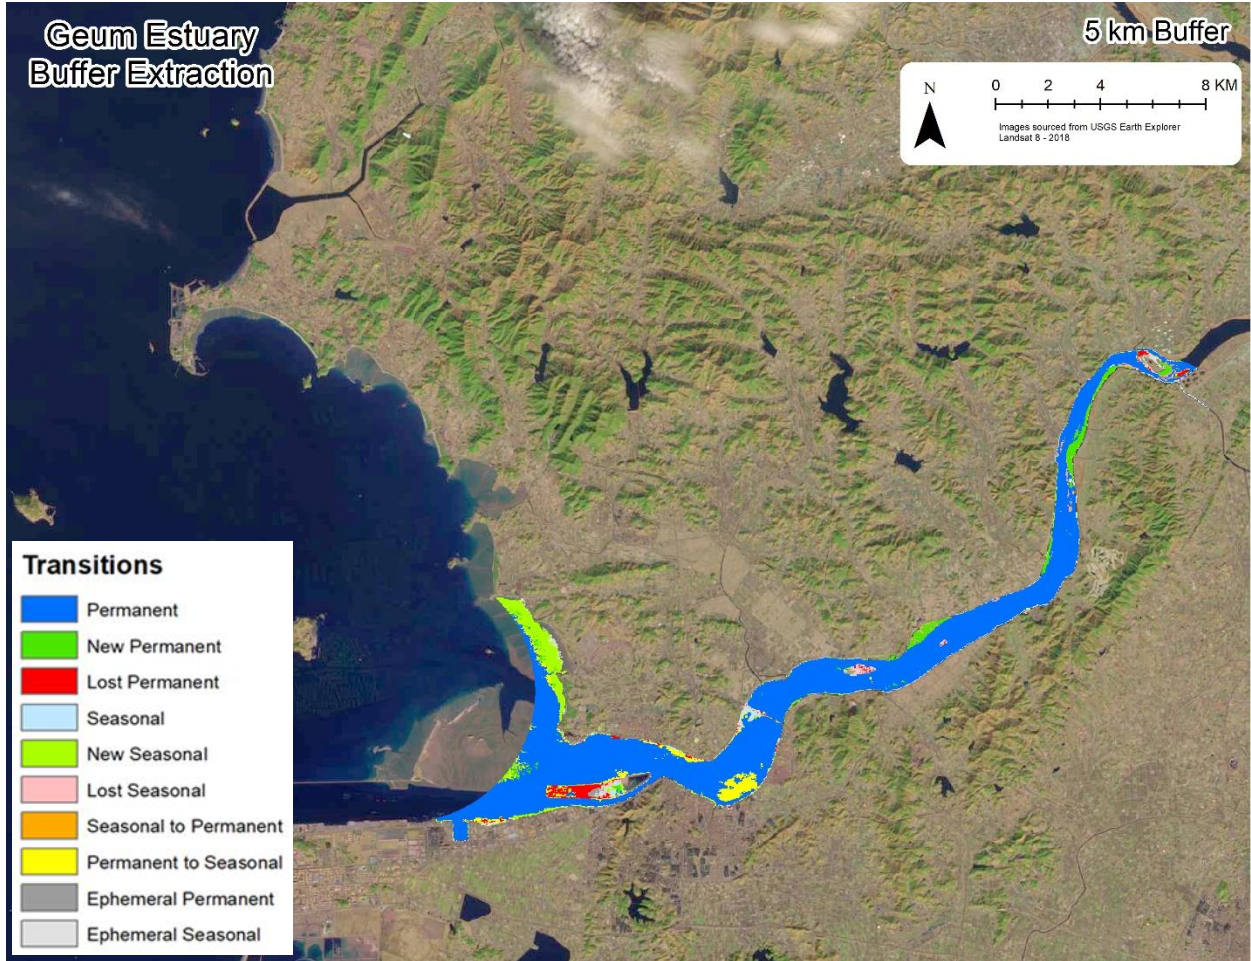 Geum Estuary
Buffer Extraction
5 km Buffer
N
0 2 4 8 KM
Images sourced from USGS Earth Explorer
Landsat 8 - 2018
Transitions
Permanent
New Permanent
Lost Permanent
Seasonal
New Seasonal
Lost Seasonal
Seasonal to Permanent
Permanent to Seasonal
Ephemeral Permanent
Ephemeral Seasonal